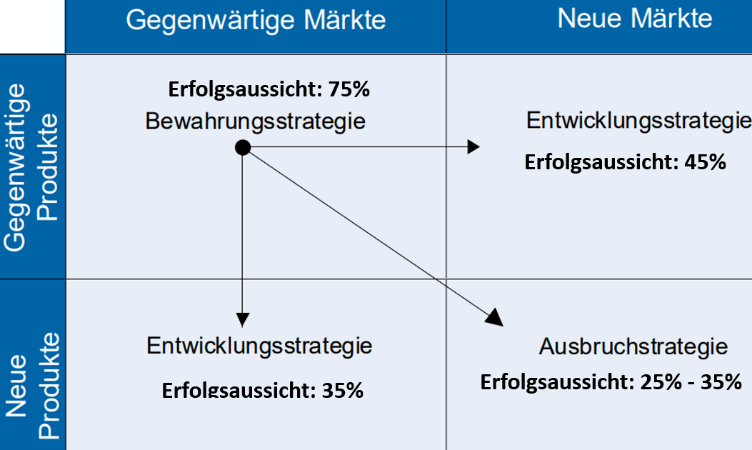 Gegenwärtige Märkte
Neue Märkte
Gegenwärtige
Produkte
Erfolgsaussicht: 75%
Bewahrungsstrategie
Entwicklungsstrategie
Erfolgsaussicht: 45%
Neue
Produkte
Entwicklungsstrategie
Erfolgsaussicht: 35%
Ausbruchstrategie
Erfolgsaussicht: 25% - 35%